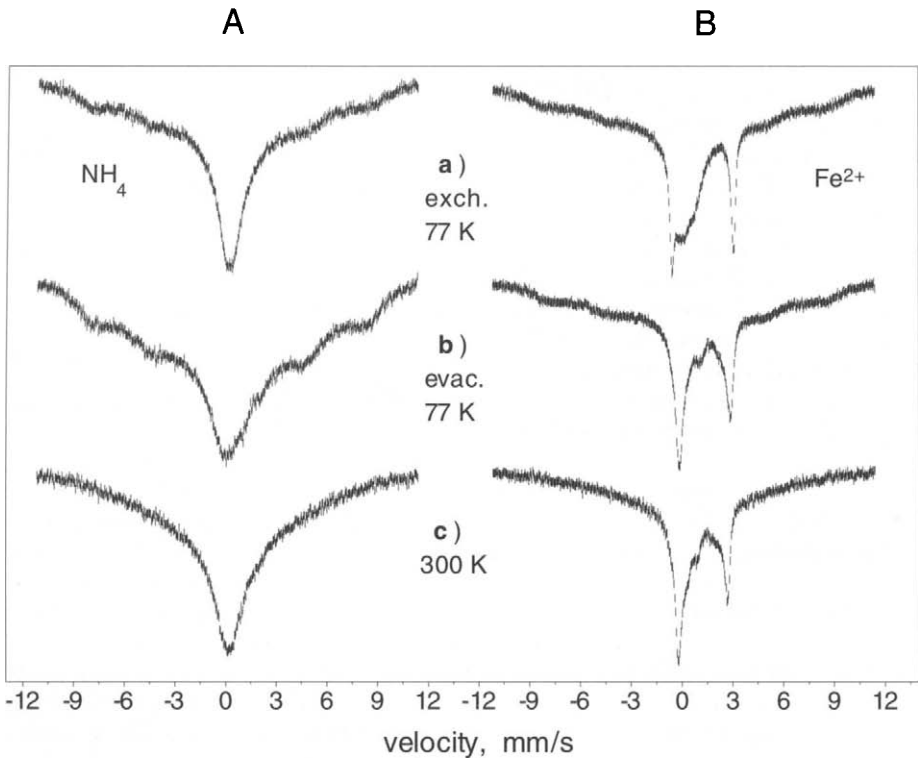 A B
NH4
a)
exch.
77 K
Fe2+
b)
evac.
77 K
c)
300 K
-12 -9 -6 -3 0 3 6 9 -12 -9 -6 -3 0 3 6 9 12
velocity, mm/s